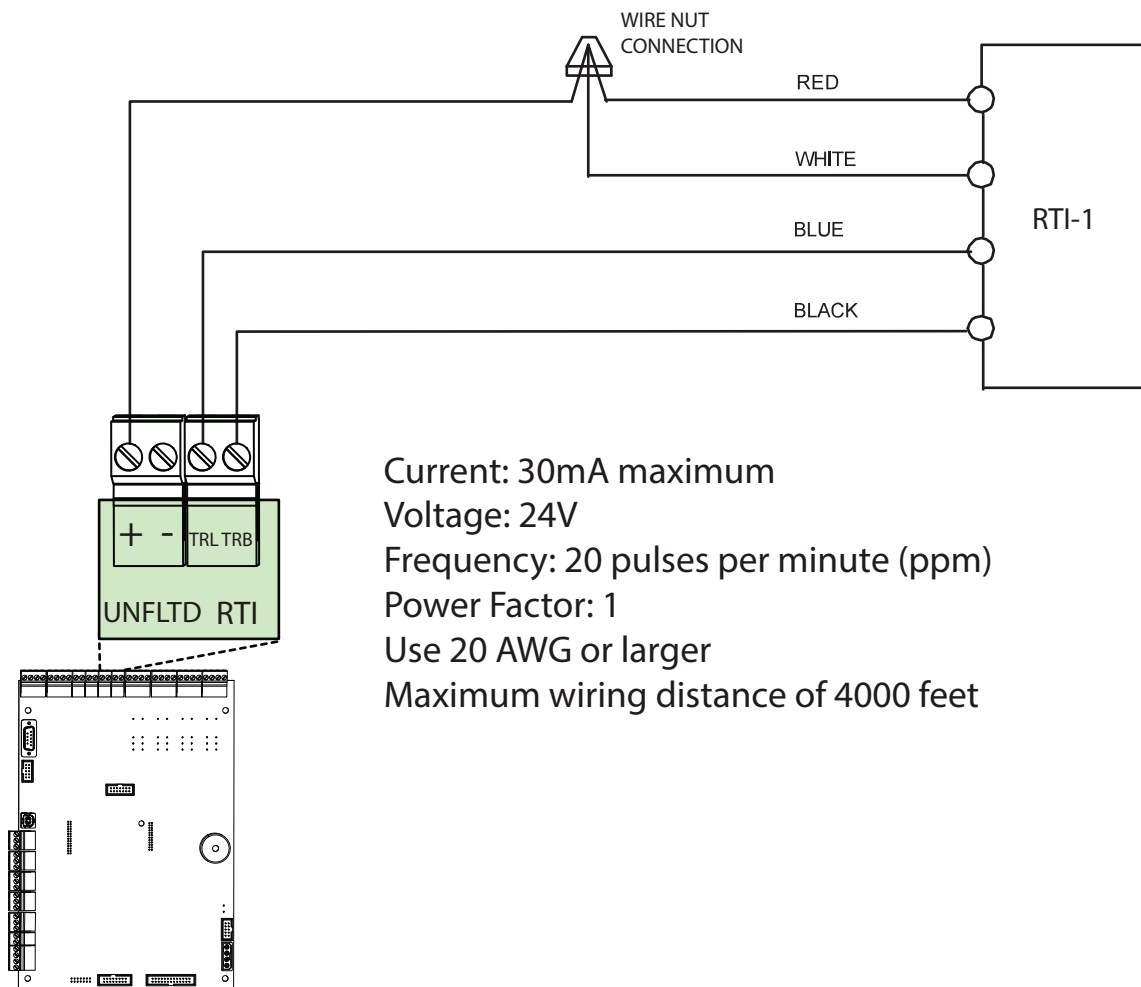 WIRE NUT
CONNECTION
RED
WHITE
RTI-1
BLUE
BLACK
Current: 30mA maximum
Voltage: 24V
Frequency: 20 pulses per minute (ppm)
Power Factor: 1
Use 20 AWG or larger
Maximum wiring distance of 4000 feet
+ - TRL TRB
UNFLTD RTI